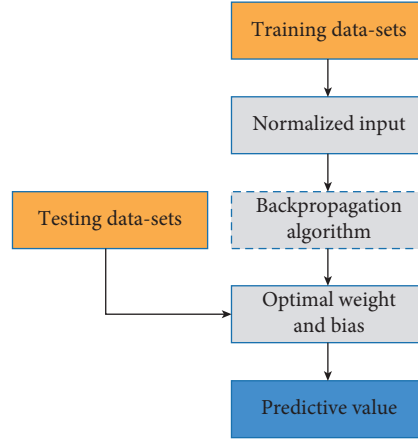 Training data-sets
Normalized input
Testing data-sets
Backpropagation
algorithm
Optimal weight
and bias
Predictive value